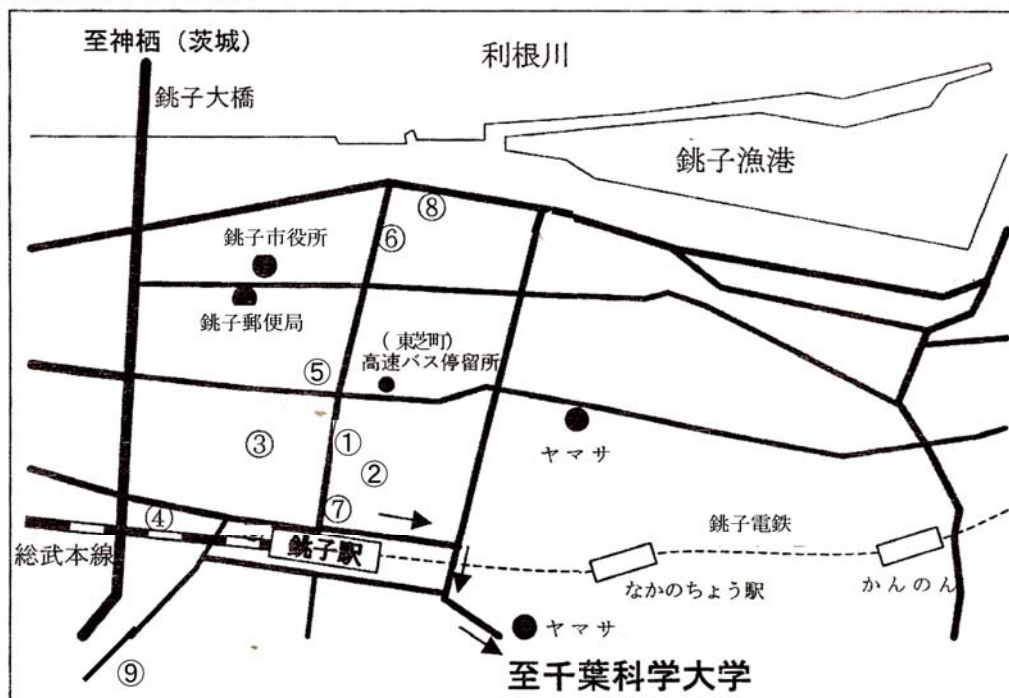 至神栖（茨城）
利根川
銚子大橋
銚子漁港
⑧
⑥
銚子市役所
銚子郵便局
（東芝町）
高速バス停留所
⑤
③
①
②
ヤマサ
④
⑦
総武本線
銚子駅
銚子電鉄
なかのちょう駅
かんのん
ヤマサ
⑨
至千葉科学大学